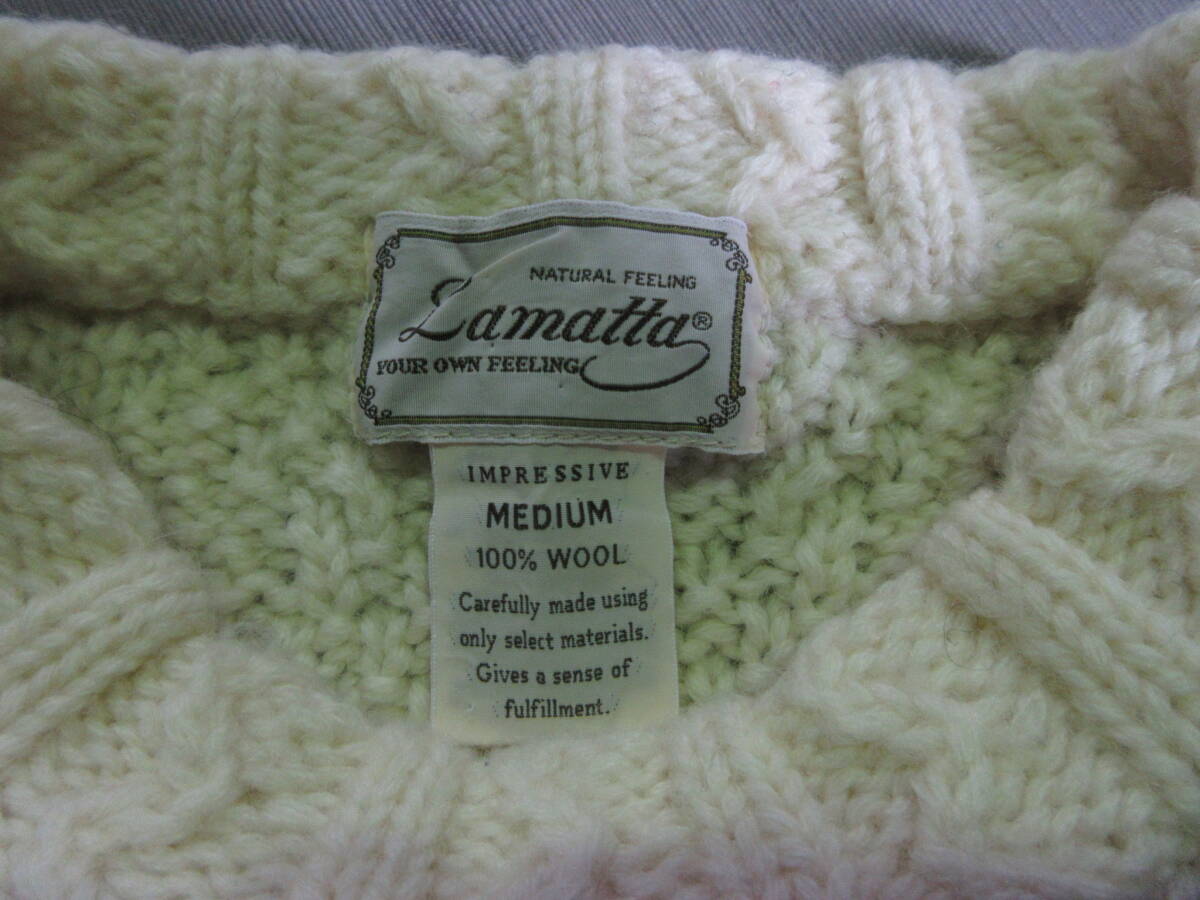 NATURAL FEELING
Lamatta®
YOUR OWN FEELING
IMPRESSIVE
MEDIUM
100% WOOL
Carefully made using
only select materials.
Gives a sense of
fulfillment.